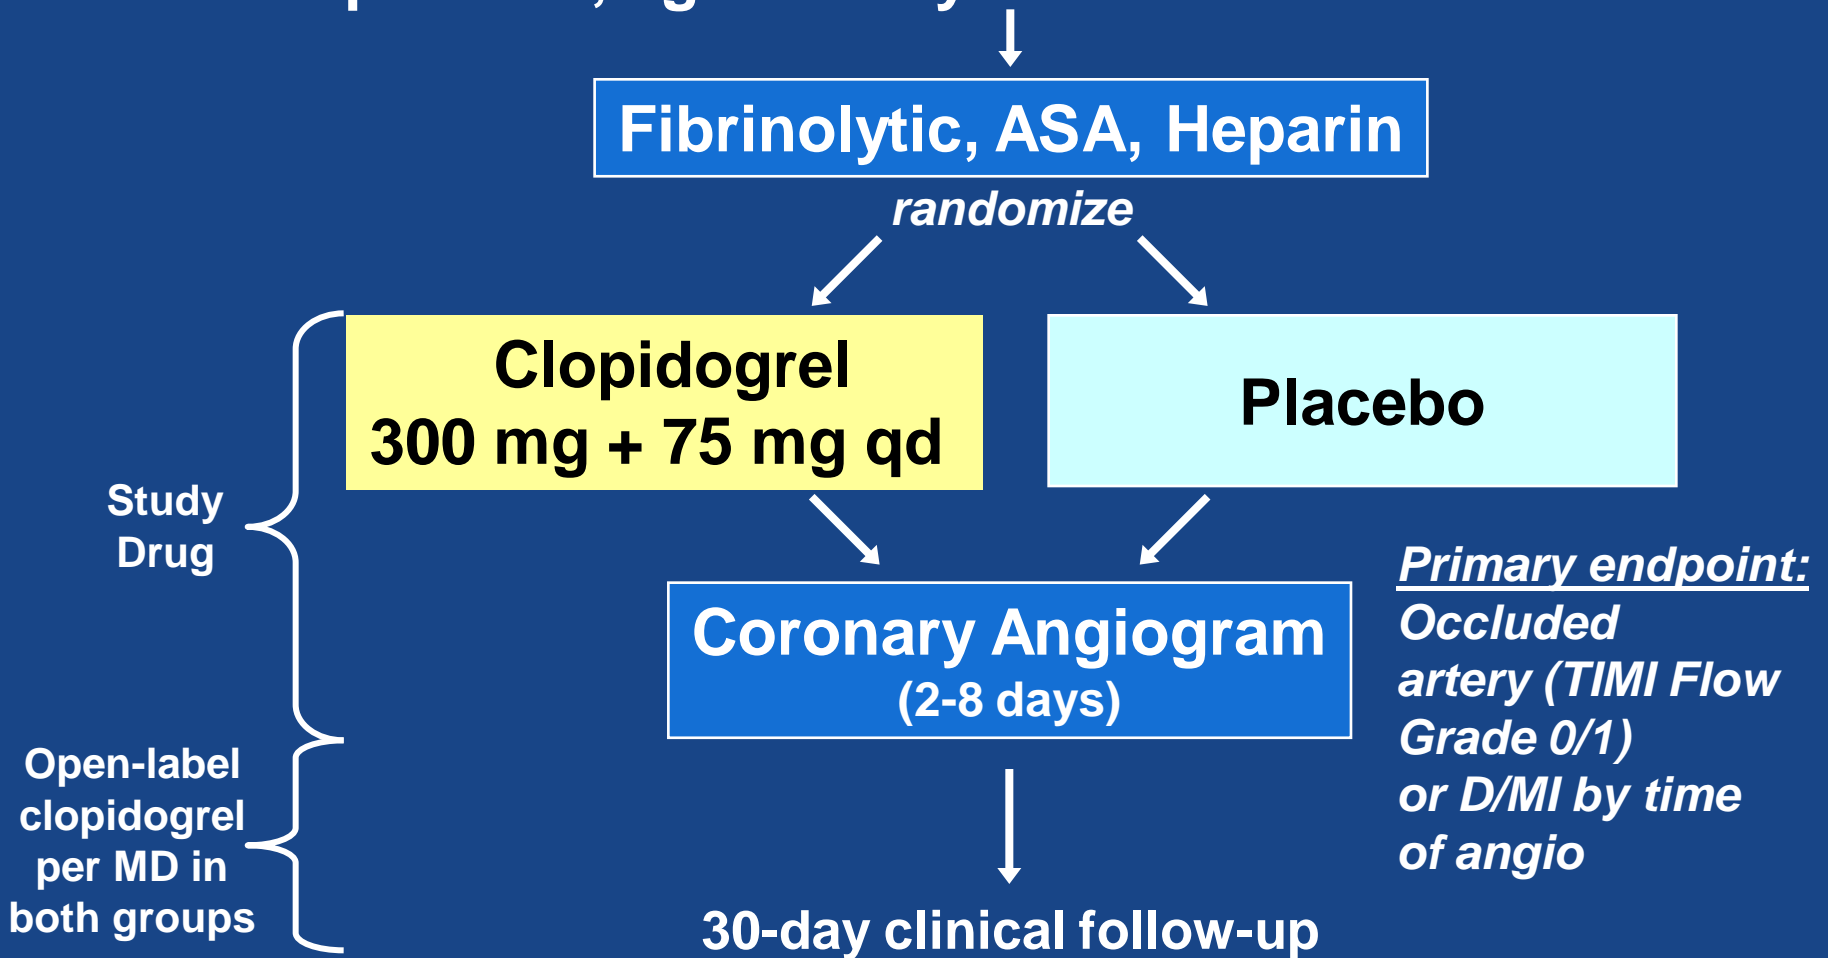 Fibrinolytic, ASA, Heparin
randomize
Clopidogrel
300 mg + 75 mg qd
Placebo
Study
Drug
Coronary Angiogram
(2-8 days)
Primary endpoint:
Occluded
artery (TIMI Flow
Grade 0/1)
or D/MI by time
of angio
Open-label
clopidogrel
per MD in
both groups
30-day clinical follow-up